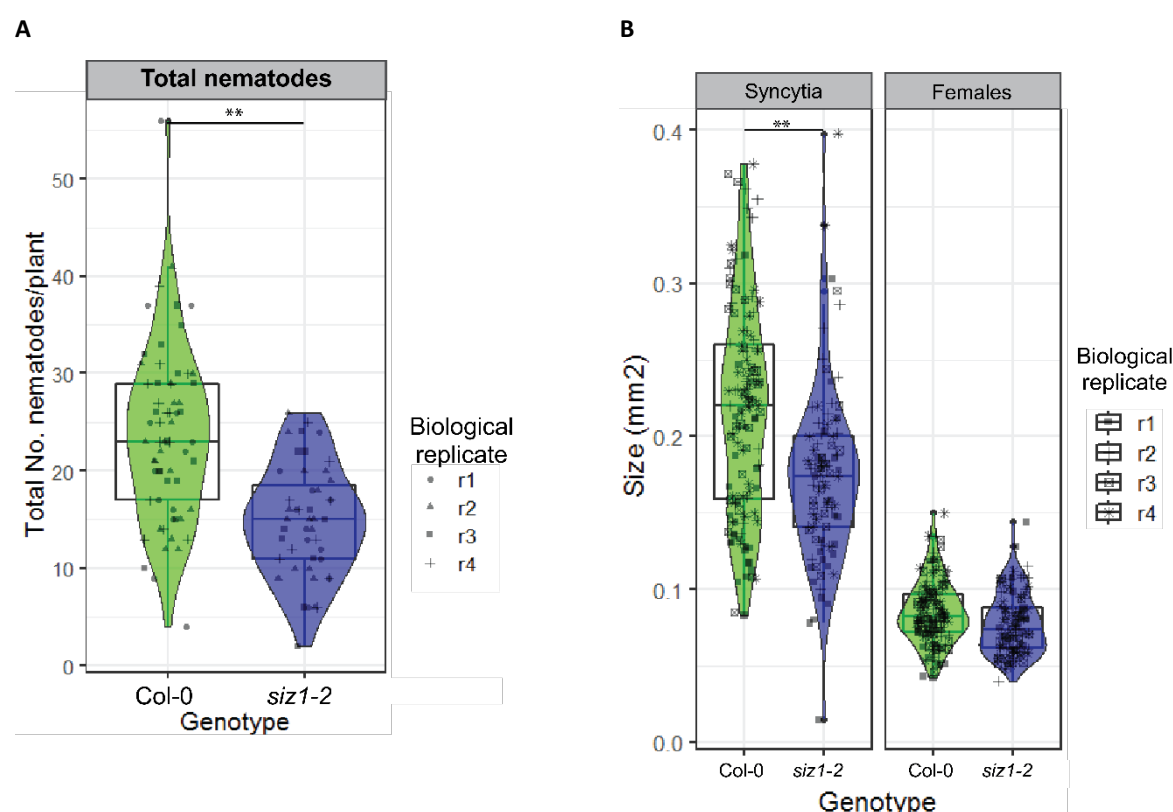 A
B
Total nematodes
**
Total No. nematodes/plant
50
40
30
20
10
0
Col-0
siz1-2
Genotype
Biological
replicate
r1
r2
r3
r4
Syncytia
Females
**
Size (mm2)
0.4
0.3
0.2
0.1
0.0
Col-0
siz1-2
Col-0
siz1-2
Genotype
Biological
replicate
r1
r2
r3
r4